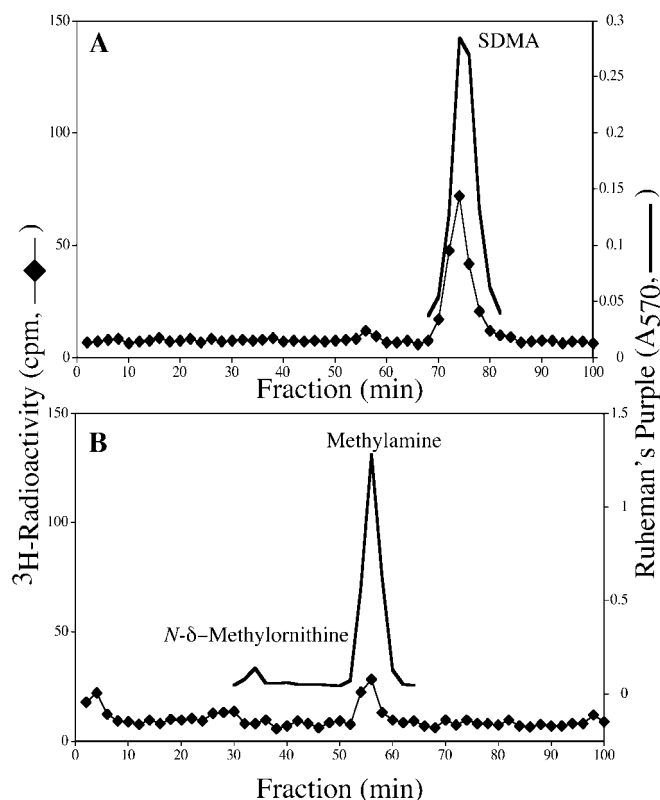 A
SDMA
150
100
50
0
0.3
0.25
0.2
0.15
0.1
0.05
0
0 10 20 30 40 50 60 70 80 90 100
Fraction (min)
³H-Radioactivity (cpm, )
Ruheman's Purple (A570, )
B
Methylamine
N-δ-Methylornithine
150
100
50
0
1.5
1
0.5
0
0 10 20 30 40 50 60 70 80 90 100
Fraction (min)